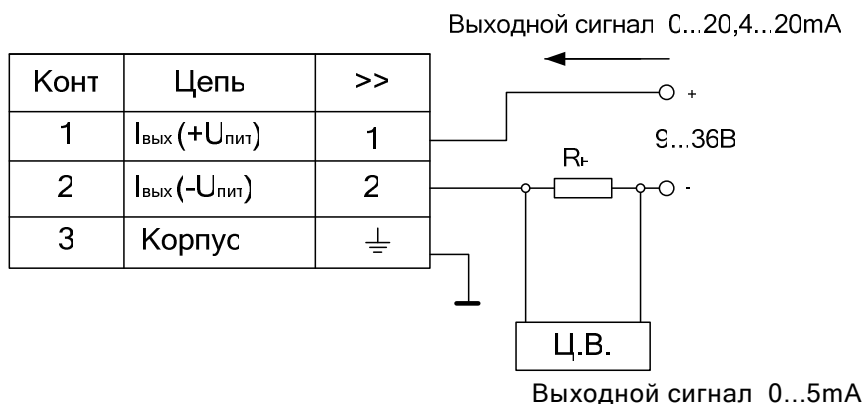 Выходной сигнал 0...20,4...20mA
Конт Цепь >>
1 Iвых (+Uпит) 1
2 Iвых (-Uпит) 2
3 Корпус
+
9...36В
Rн
-
Ц.В.
Выходной сигнал 0...5mA